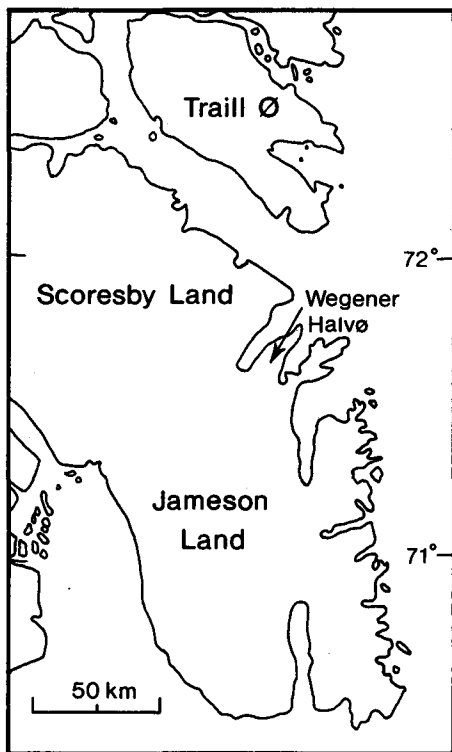 Traill Ø
72°
Scoresby Land
Wegener
Halvø
Jameson
Land
71°
50 km